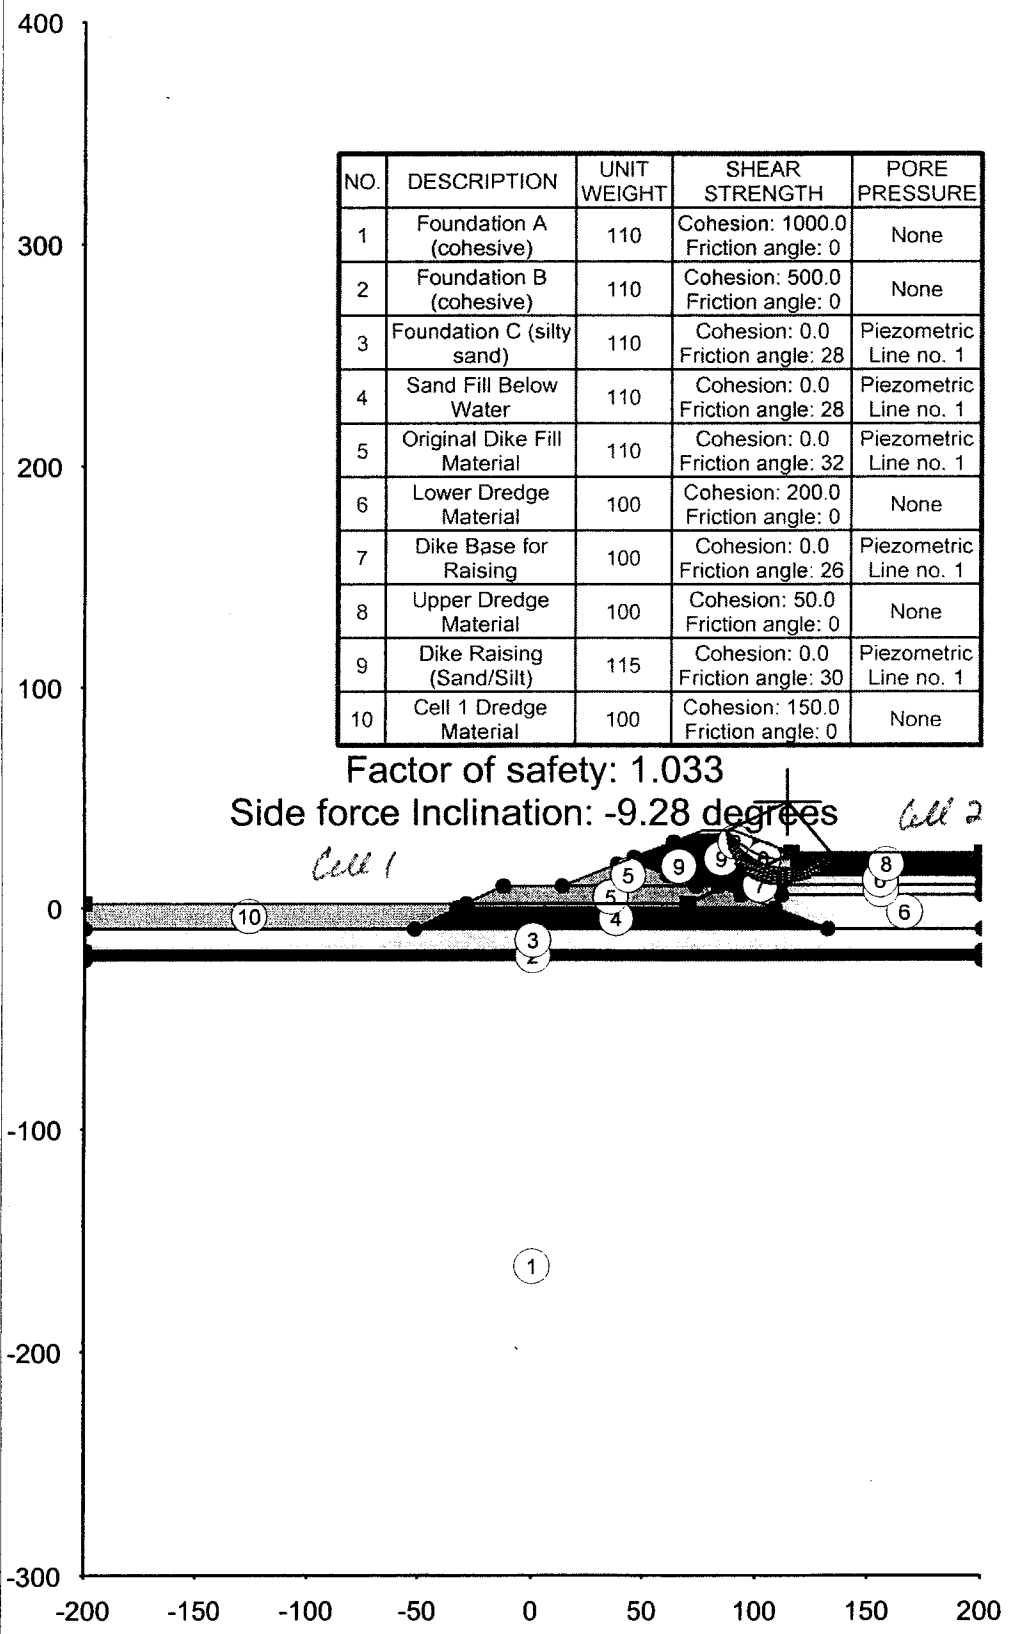 400
300
200
100
0
-100
-200
-300
-200 -150 -100 -50 0 50 100 150 200
NO. DESCRIPTION UNIT WEIGHT SHEAR STRENGTH PORE PRESSURE
1 Foundation A (cohesive) 110 Cohesion: 1000.0 Friction angle: 0 None
2 Foundation B (cohesive) 110 Cohesion: 500.0 Friction angle: 0 None
3 Foundation C (silty sand) 110 Cohesion: 0.0 Friction angle: 28 Piezometric Line no. 1
4 Sand Fill Below Water 110 Cohesion: 0.0 Friction angle: 28 Piezometric Line no. 1
5 Original Dike Fill Material 110 Cohesion: 0.0 Friction angle: 32 Piezometric Line no. 1
6 Lower Dredge Material 100 Cohesion: 200.0 Friction angle: 0 None
7 Dike Base for Raising 100 Cohesion: 0.0 Friction angle: 26 Piezometric Line no. 1
8 Upper Dredge Material 100 Cohesion: 50.0 Friction angle: 0 None
9 Dike Raising (Sand/Silt) 115 Cohesion: 0.0 Friction angle: 30 Piezometric Line no. 1
10 Cell 1 Dredge Material 100 Cohesion: 150.0 Friction angle: 0 None
Factor of safety: 1.033
Side force Inclination: -9.28 degrees
Cell 2
Cell 1
9 9 8
5 7
10 5 6
4
3
2
1